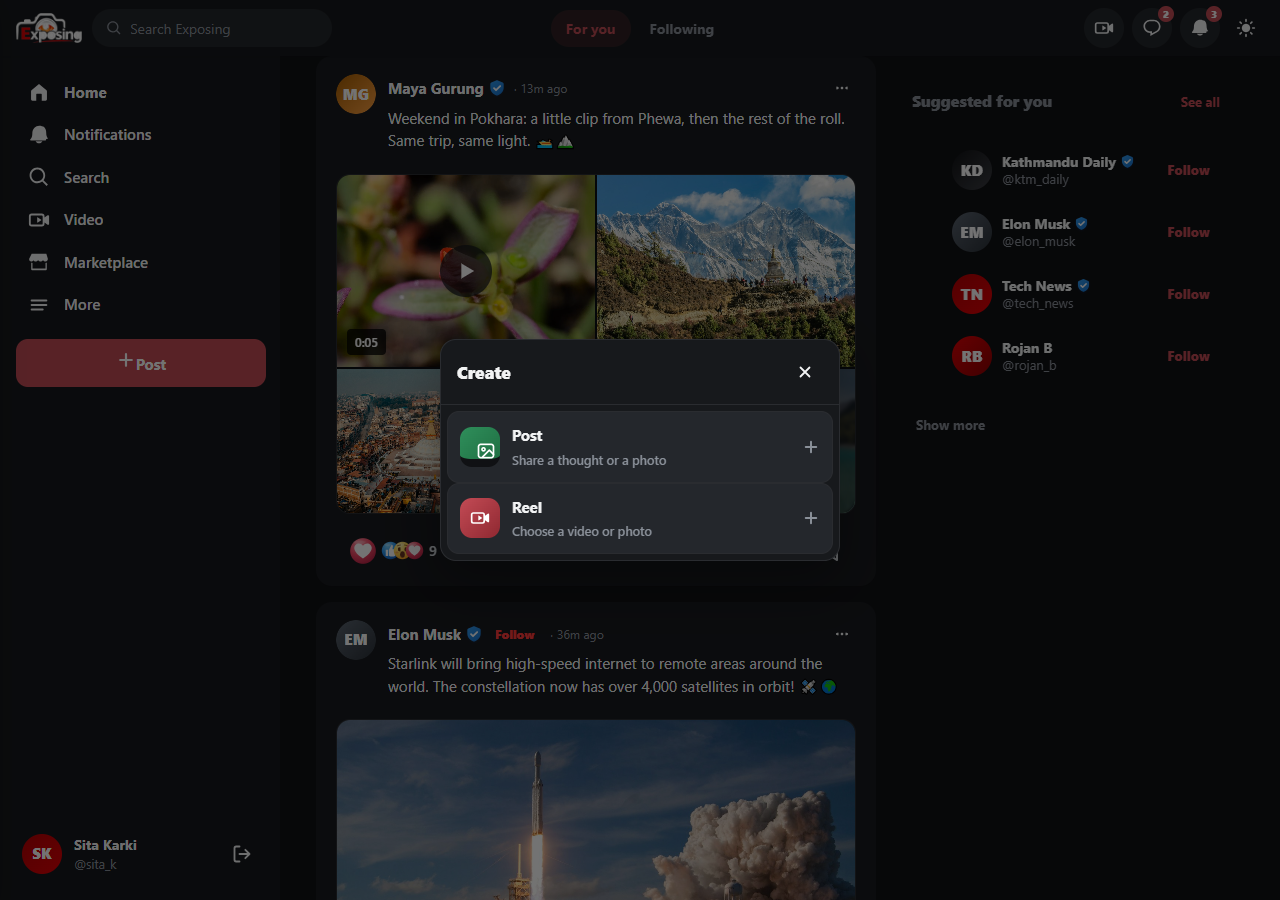 Exposing
Search Exposing
For you
Following
2
3
Home
Notifications
Search
Video
Marketplace
More
+ Post
SK
Sita Karki
@sita_k
MG
Maya Gurung · 13m ago
Weekend in Pokhara: a little clip from Phewa, then the rest of the roll.
Same trip, same light. 🚤 🏔️
0:05
9
Create
Post
Share a thought or a photo
Reel
Choose a video or photo
EM
Elon Musk Follow · 36m ago
Starlink will bring high-speed internet to remote areas around the
world. The constellation now has over 4,000 satellites in orbit! 🛰️ 🌍
Suggested for you
See all
KD
Kathmandu Daily
@ktm_daily
Follow
EM
Elon Musk
@elon_musk
Follow
TN
Tech News
@tech_news
Follow
RB
Rojan B
@rojan_b
Follow
Show more